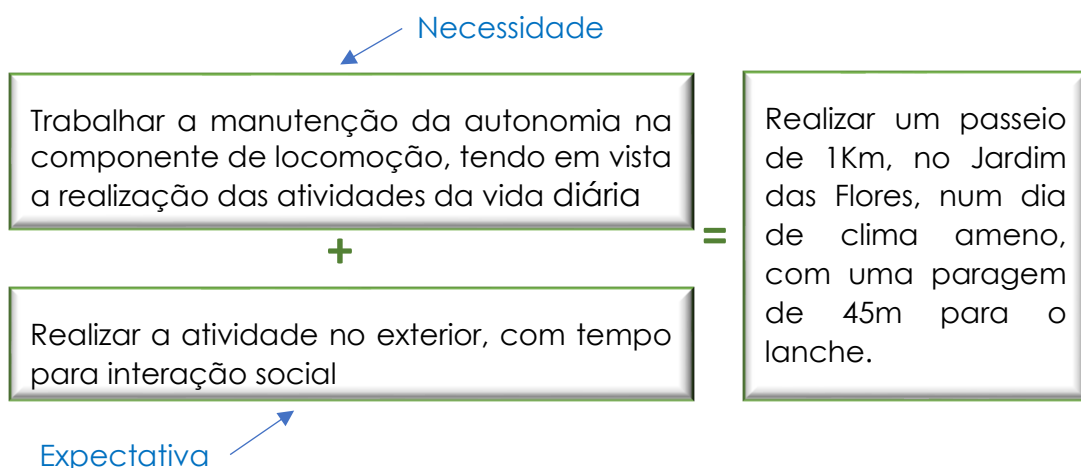 Necessidade
Trabalhar a manutenção da autonomia na
componente de locomoção, tendo em vista
a realização das atividades da vida diária
+
Realizar a atividade no exterior, com tempo
para interação social
Expectativa
=
Realizar um passeio
de 1Km, no Jardim
das Flores, num dia
de clima ameno,
com uma paragem
de 45m para o
lanche.